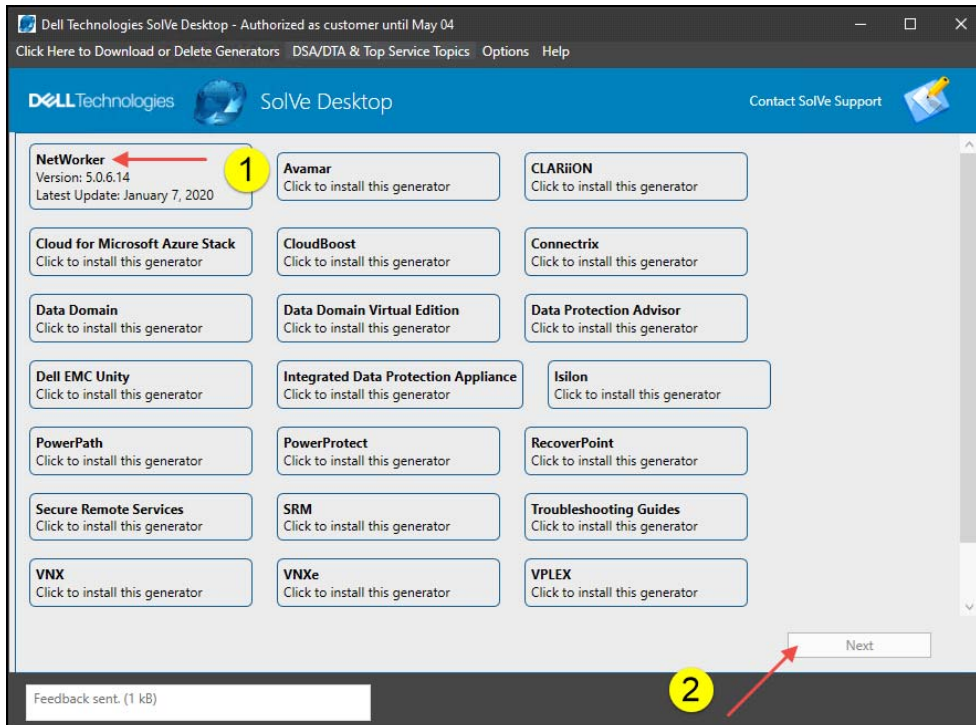 Dell Technologies SolVe Desktop - Authorized as customer until May 04
Click Here to Download or Delete Generators DSA/DTA & Top Service Topics Options Help
DELLTechnologies SolVe Desktop Contact SolVe Support
NetWorker
Version: 5.0.6.14
Latest Update: January 7, 2020
1
Avamar
Click to install this generator
CLARiiON
Click to install this generator
Cloud for Microsoft Azure Stack
Click to install this generator
CloudBoost
Click to install this generator
Connectrix
Click to install this generator
Data Domain
Click to install this generator
Data Domain Virtual Edition
Click to install this generator
Data Protection Advisor
Click to install this generator
Dell EMC Unity
Click to install this generator
Integrated Data Protection Appliance
Click to install this generator
Isilon
Click to install this generator
PowerPath
Click to install this generator
PowerProtect
Click to install this generator
RecoverPoint
Click to install this generator
Secure Remote Services
Click to install this generator
SRM
Click to install this generator
Troubleshooting Guides
Click to install this generator
VNX
Click to install this generator
VNXe
Click to install this generator
VPLEX
Click to install this generator
Next
2
Feedback sent. (1 kB)